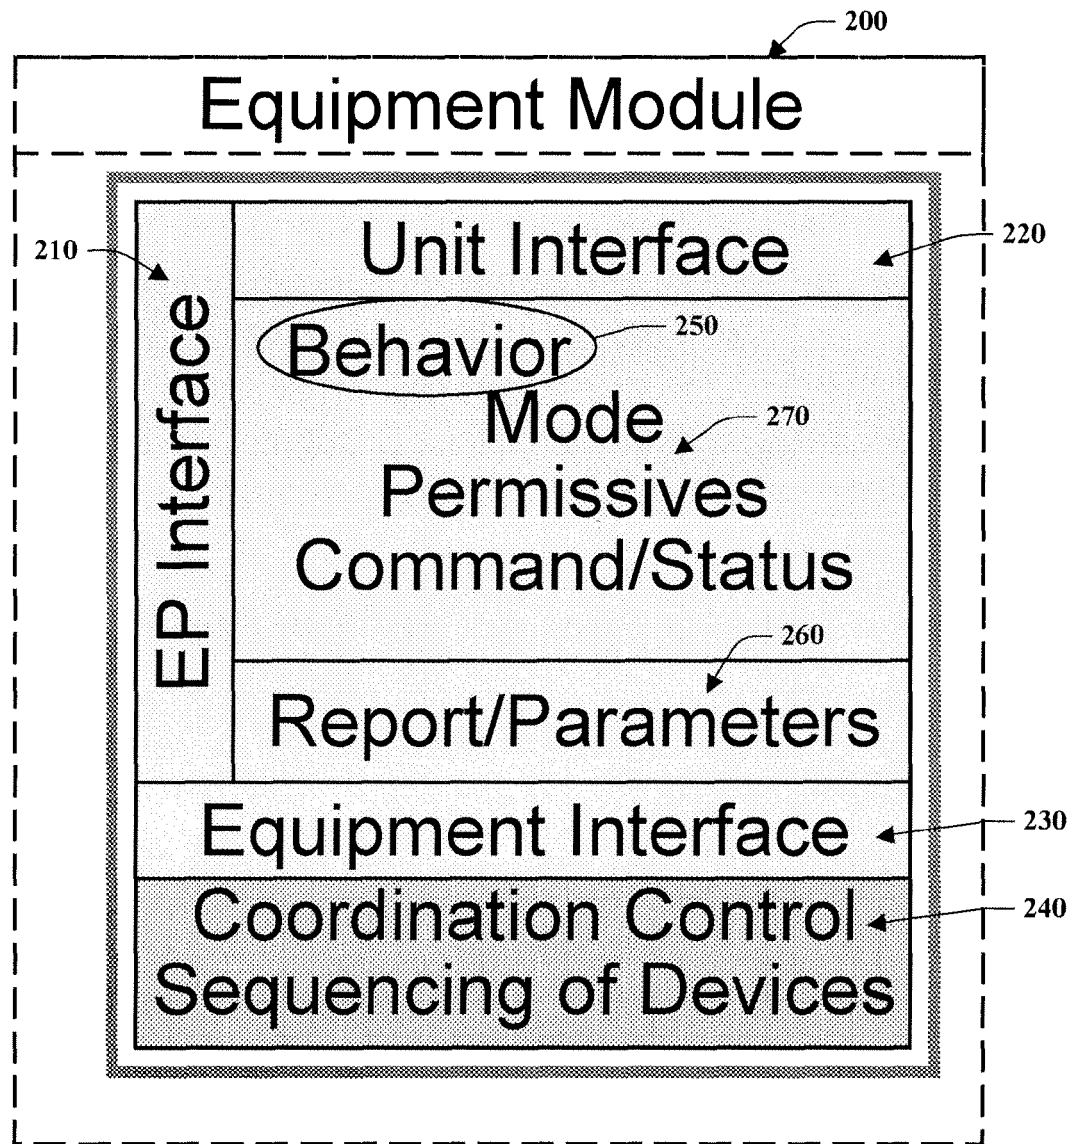 200
Equipment Module
210
EP Interface
Unit Interface
220
Behavior
250
Mode
270
Permissives
Command/Status
260
Report/Parameters
Equipment Interface
230
Coordination Control
240
Sequencing of Devices